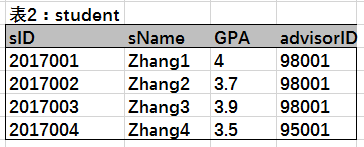 表2：student
sID sName GPA advisorID
2017001 Zhang1 4 98001
2017002 Zhang2 3.7 98001
2017003 Zhang3 3.9 98001
2017004 Zhang4 3.5 95001